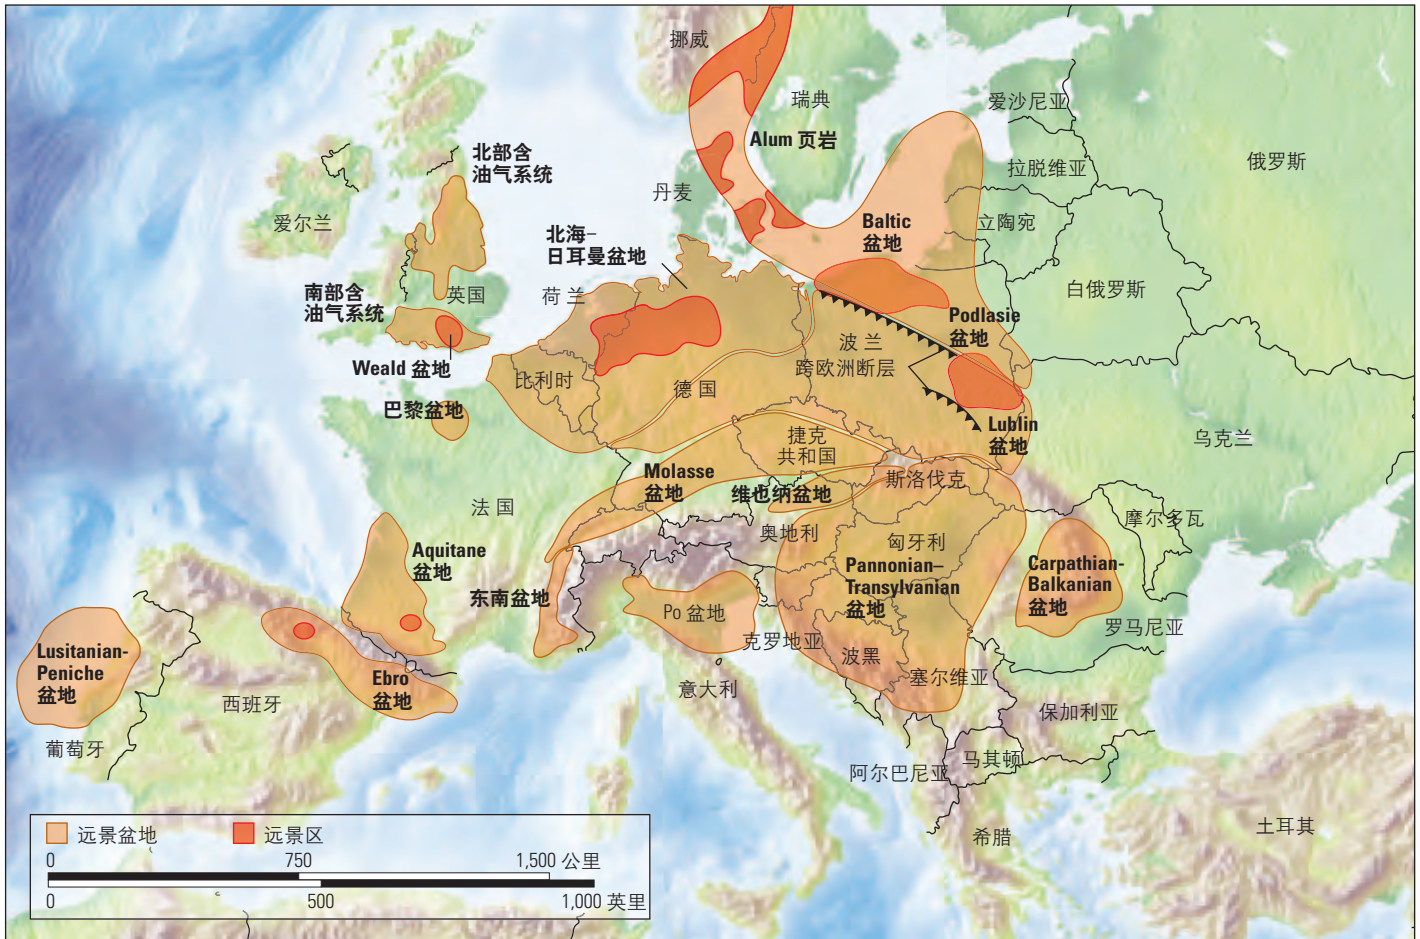 挪威
瑞典
爱沙尼亚
Alum 页岩
北部含
油气系统
拉脱维亚
俄罗斯
丹麦
爱尔兰
Baltic
盆地
立陶宛
北海–
日耳曼盆地
白俄罗斯
南部含
油气系统
英国
荷兰
Podlasie
盆地
波兰
跨欧洲断层
Weald 盆地
比利时
德国
巴黎盆地
Lublin
盆地
乌克兰
捷克
共和国
Molasse
盆地
维也纳盆地
斯洛伐克
法国
奥地利
匈牙利
摩尔多瓦
Aquitane
盆地
Pannonian–
Transylvanian
盆地
Carpathian-
Balkanian
盆地
东南盆地
Po 盆地
克罗地亚
罗马尼亚
Lusitanian-
Peniche
盆地
波黑
塞尔维亚
Ebro
盆地
西班牙
意大利
保加利亚
葡萄牙
马其顿
阿尔巴尼亚
希腊
土耳其
远景盆地
远景区
0 750 1,500 公里
0 500 1,000 英里